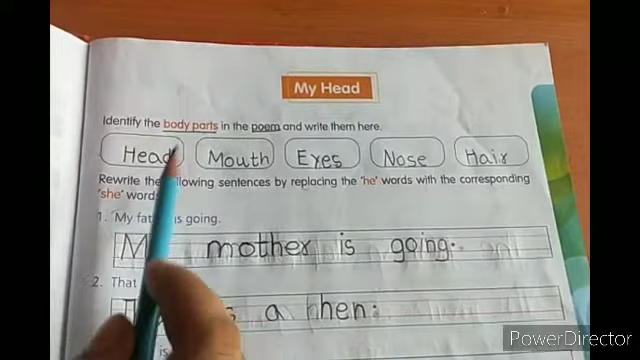 My Head
Identify the body parts in the poem and write them here.
Head Mouth Eyes Nose Hair
Rewrite the following sentences by replacing the 'he' words with the corresponding
'she' words
1. My is going.
mother is going.
2. That
a hen.
PowerDirector